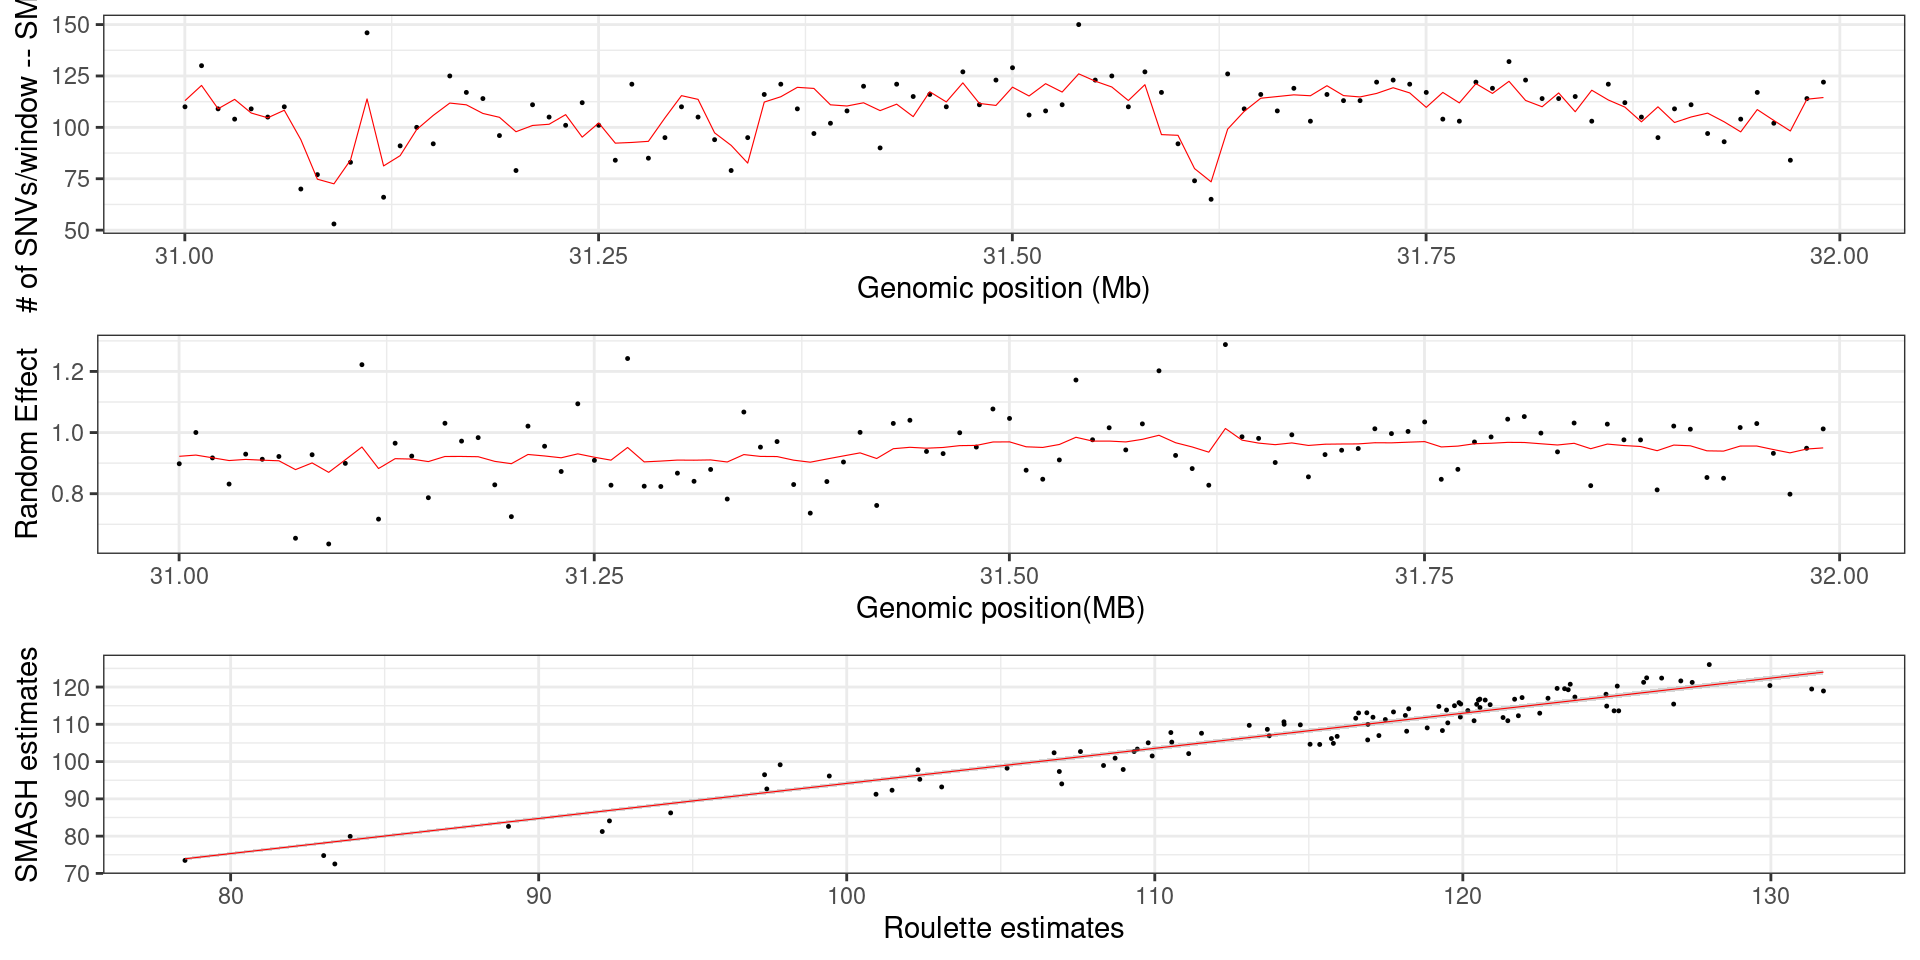 # of SNVs/window -- SM
150
125
100
75
50
31.00 31.25 31.50 31.75 32.00
Genomic position (Mb)
Random Effect
1.2
1.0
0.8
31.00 31.25 31.50 31.75 32.00
Genomic position(MB)
SMASH estimates
120
110
100
90
80
70
80 90 100 110 120 130
Roulette estimates